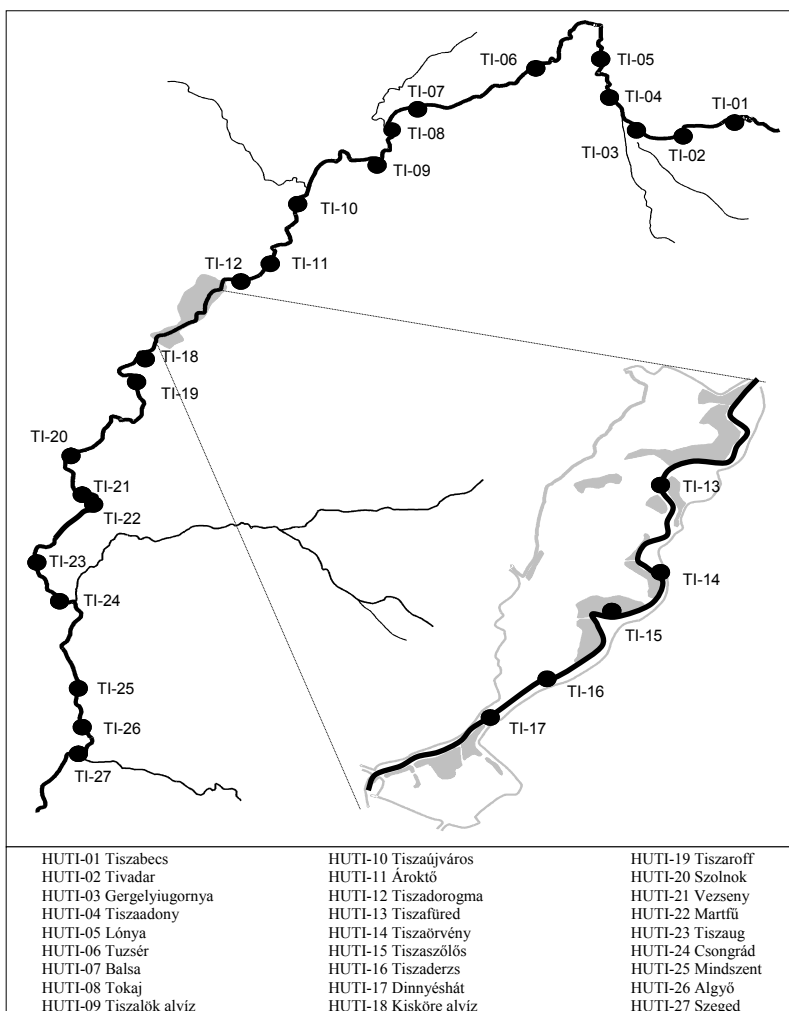 TI-01
TI-02
TI-03
TI-04
TI-05
TI-06
TI-07
TI-08
TI-09
TI-10
TI-11
TI-12
TI-18
TI-19
TI-20
TI-21
TI-22
TI-23
TI-24
TI-25
TI-26
TI-27
TI-13
TI-14
TI-15
TI-16
TI-17
HUTI-01 Tiszabecs
HUTI-02 Tivadar
HUTI-03 Gergelyiugornya
HUTI-04 Tiszaadony
HUTI-05 Lónya
HUTI-06 Tuzsér
HUTI-07 Balsa
HUTI-08 Tokaj
HUTI-09 Tiszalök alvíz
HUTI-10 Tiszaújváros
HUTI-11 Ároktő
HUTI-12 Tiszadorogma
HUTI-13 Tiszafüred
HUTI-14 Tiszaörvény
HUTI-15 Tiszaszőlős
HUTI-16 Tiszaderzs
HUTI-17 Dinnyéshát
HUTI-18 Kisköre alvíz
HUTI-19 Tiszaroff
HUTI-20 Szolnok
HUTI-21 Vezseny
HUTI-22 Martfű
HUTI-23 Tiszaug
HUTI-24 Csongrád
HUTI-25 Mindszent
HUTI-26 Algyő
HUTI-27 Szeged